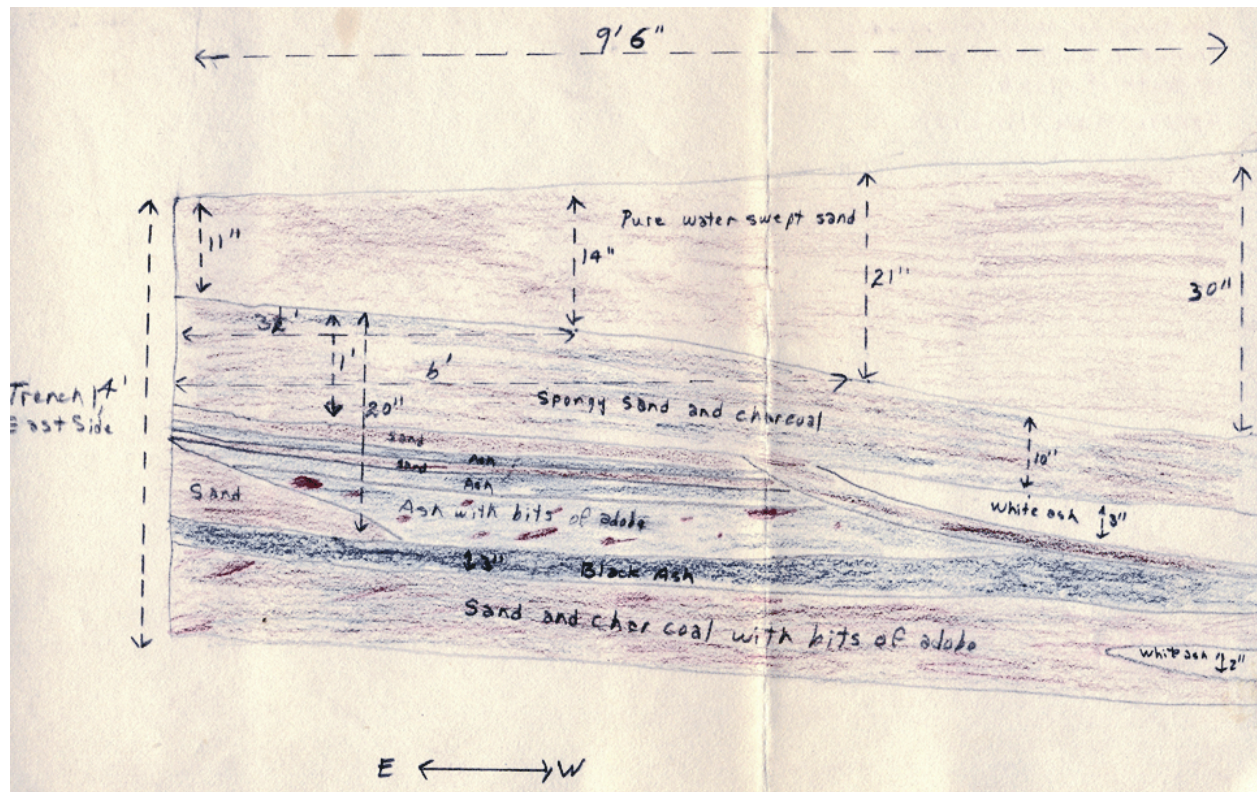 9' 6"
Pure water swept sand
11"
14"
21"
30"
3½'
1'
6'
20"
Trench 4'
East Side
Spongy sand and charcoal
sand
Ash
10"
sand
Ash
Sand
White ash 3"
Ash with bits of adobe
3"
Black Ash
Sand and charcoal with bits of adobe
White ash 2"
E W